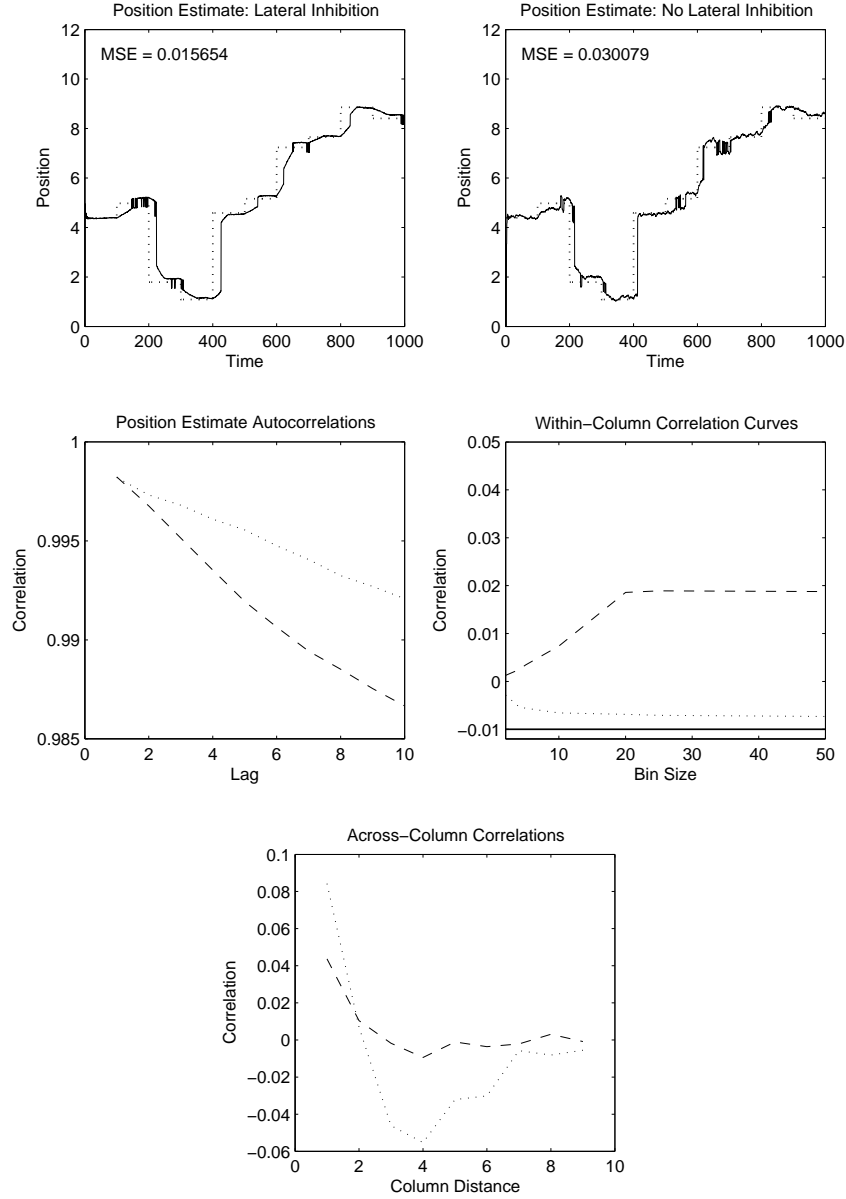 Position Estimate: Lateral Inhibition
MSE = 0.015654
Position
12
10
8
6
4
2
0
0 200 400 600 800 1000
Time
Position Estimate: No Lateral Inhibition
MSE = 0.030079
Position
12
10
8
6
4
2
0
0 200 400 600 800 1000
Time
Position Estimate Autocorrelations
Correlation
1
0.995
0.99
0.985
0 2 4 6 8 10
Lag
Within−Column Correlation Curves
Correlation
0.05
0.04
0.03
0.02
0.01
0
−0.01
10 20 30 40 50
Bin Size
Across−Column Correlations
Correlation
0.1
0.08
0.06
0.04
0.02
0
−0.02
−0.04
−0.06
0 2 4 6 8 10
Column Distance